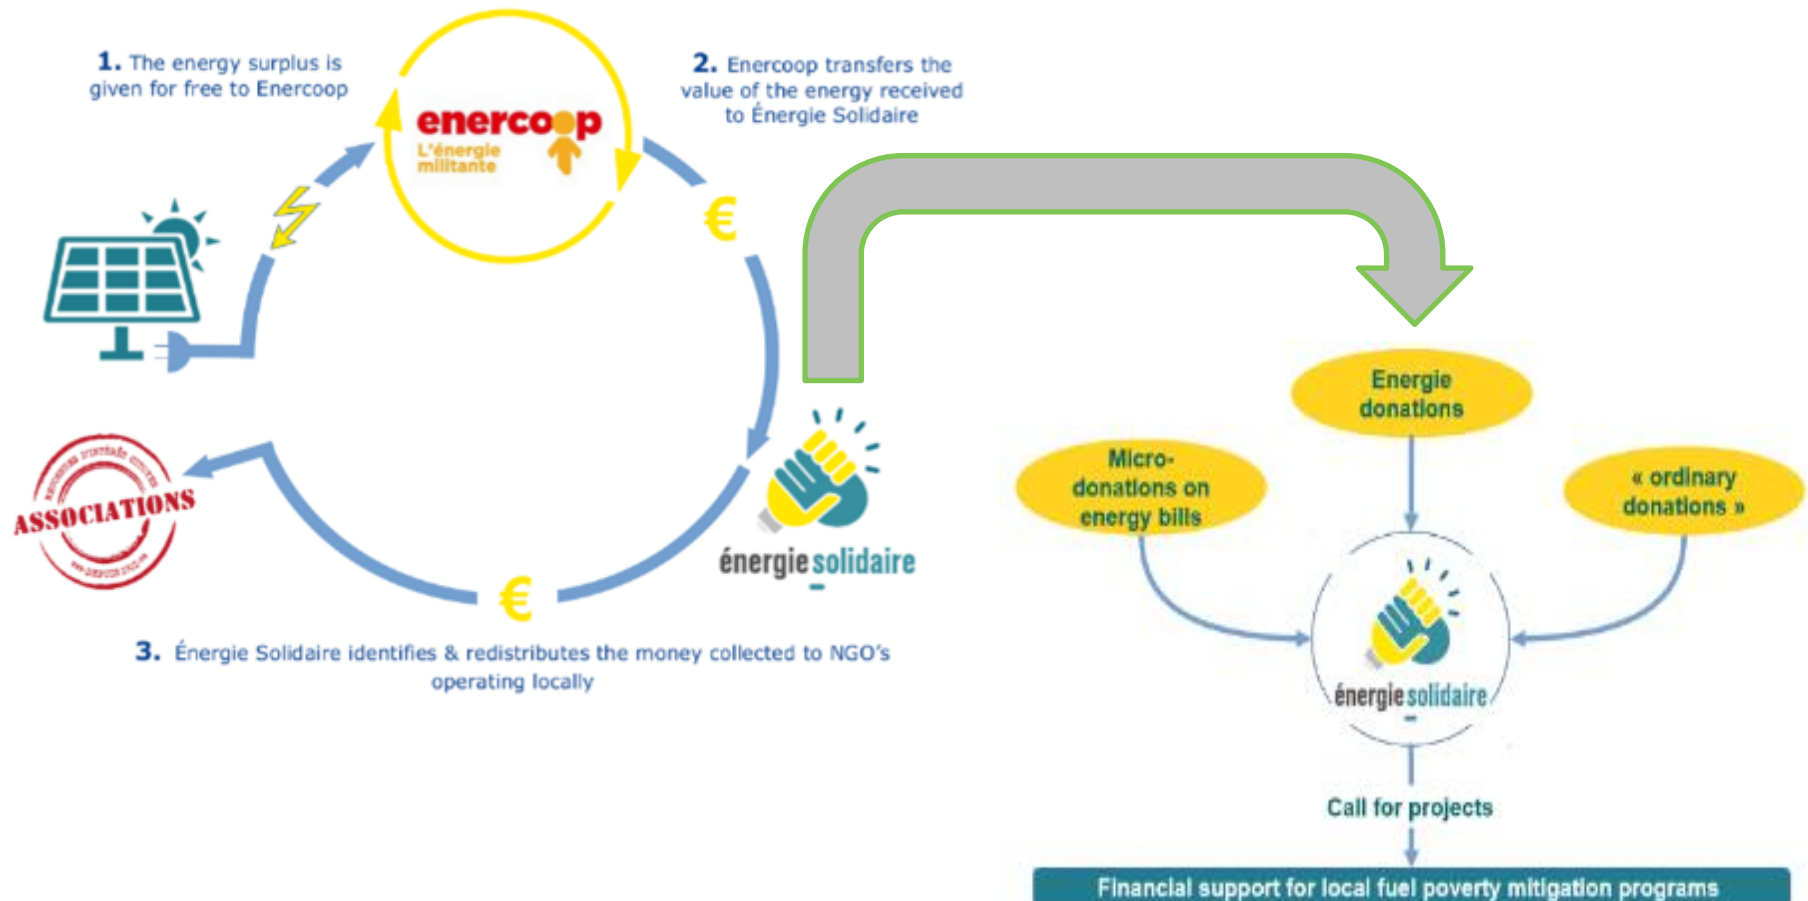 1. The energy surplus is
given for free to Enercoop
enercoop
L'énergie
militante
2. Enercoop transfers the
value of the energy received
to Énergie Solidaire
€
ASSOCIATIONS
énergie solidaire
€
3. Énergie Solidaire identifies & redistributes the money collected to NGO's
operating locally
Energie
donations
Micro-
donations on
energy bills
« ordinary
donations »
énergie solidaire
Call for projects
Financial support for local fuel poverty mitigation programs